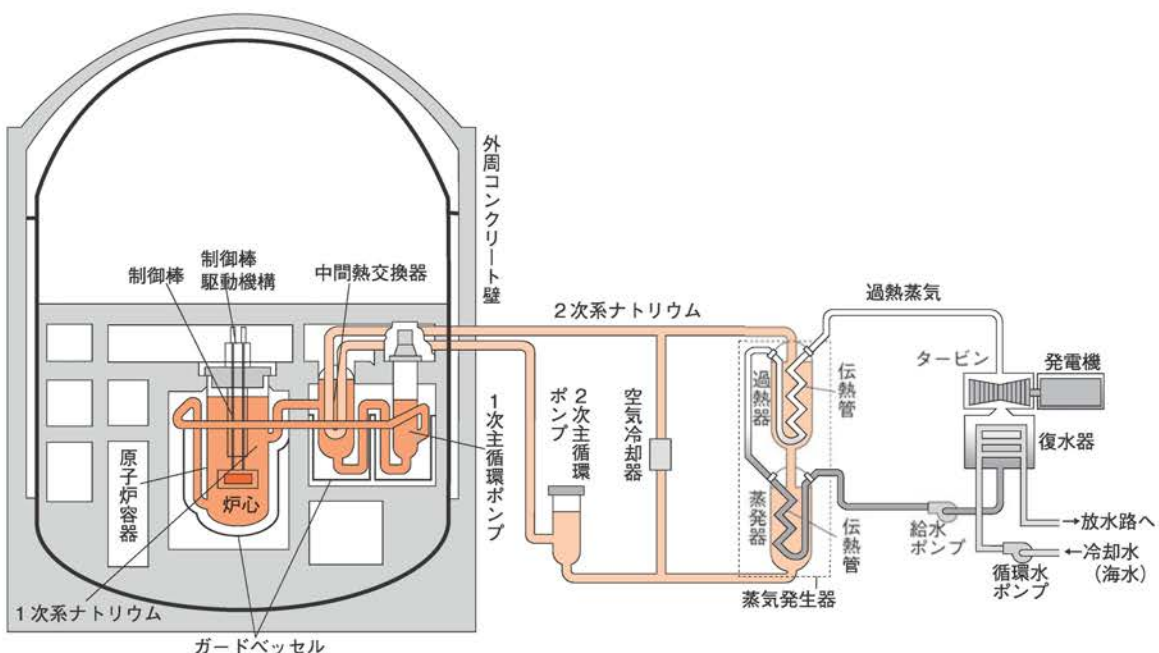 外周コンクリート壁
制御棒
制御棒
駆動機構
中間熱交換器
2次系ナトリウム
過熱蒸気
タービン
発電機
過熱器
伝熱管
復水器
1次主循環ポンプ
2次主循環
ポンプ
空気冷却器
原子炉容器
炉心
蒸発器
伝熱管
給水
ポンプ
→放水路へ
←冷却水
(海水)
循環水
ポンプ
蒸気発生器
1次系ナトリウム
ガードベッセル